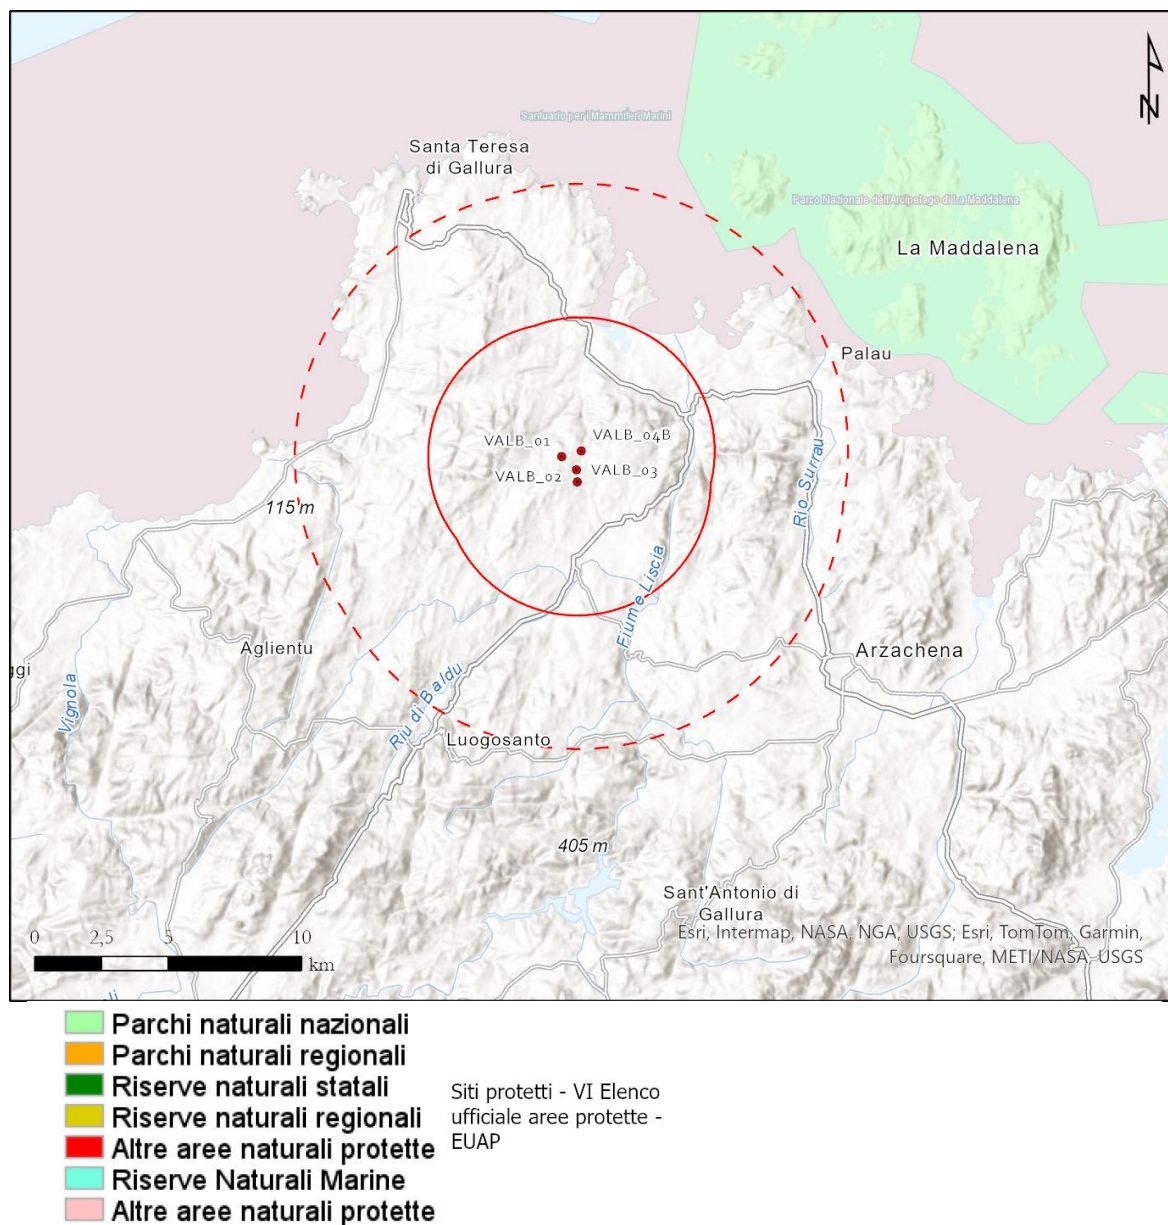 N
Santuario per i Mammiferi Marini
Santa Teresa
di Gallura
Parco Nazionale dell'Arcipelago di La Maddalena
La Maddalena
Palau
VALB_01
VALB_04B
VALB_02
VALB_03
115 m
Rio Surrau
Fiume Liscia
Aglientu
Arzachena
ggi
Vignola
Riu di Baldu
Luogosanto
405 m
Sant'Antonio di
Gallura
0 2,5 5 10
km
Esri, Intermap, NASA, NGA, USGS; Esri, TomTom, Garmin,
Foursquare, METI/NASA, USGS
Parchi naturali nazionali
Parchi naturali regionali
Riserve naturali statali
Riserve naturali regionali
Altre aree naturali protette
Riserve Naturali Marine
Altre aree naturali protette
Siti protetti - VI Elenco
ufficiale aree protette -
EUAP